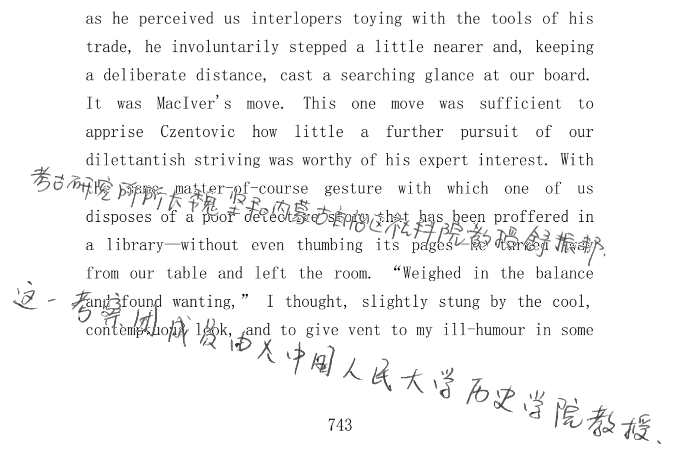 as he perceived us interlopers toying with the tools of his
trade, he involuntarily stepped a little nearer and, keeping
a deliberate distance, cast a searching glance at our board.
It was MacIver's move. This one move was sufficient to
apprise Czentovic how little a further pursuit of our
dilettantish striving was worthy of his expert interest. With
the same matter-of-course gesture with which one of us
disposes of a poor detective story that has been proffered in
a library—without even thumbing its pages—he turned away
from our table and left the room. “Weighed in the balance
and found wanting,” I thought, slightly stung by the cool,
contemptuous look, and to give vent to my ill-humour in some
考古研究所所长魏坚和内蒙古自治区社科院教授舒振邦、
这一考察团成员由中国人民大学历史学院教授、
743